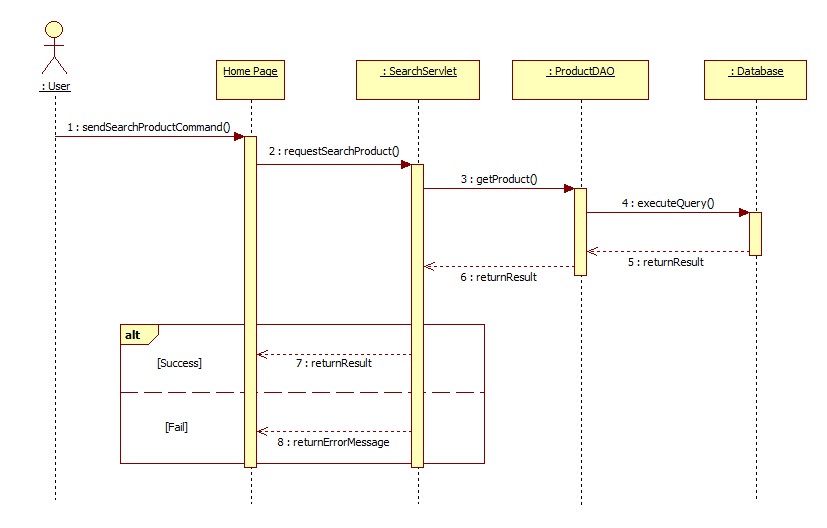 : User
Home Page
: SearchServlet
: ProductDAO
: Database
1 : sendSearchProductCommand()
2 : requestSearchProduct()
3 : getProduct()
4 : executeQuery()
5 : returnResult
6 : returnResult
alt
[Success]
7 : returnResult
[Fail]
8 : returnErrorMessage